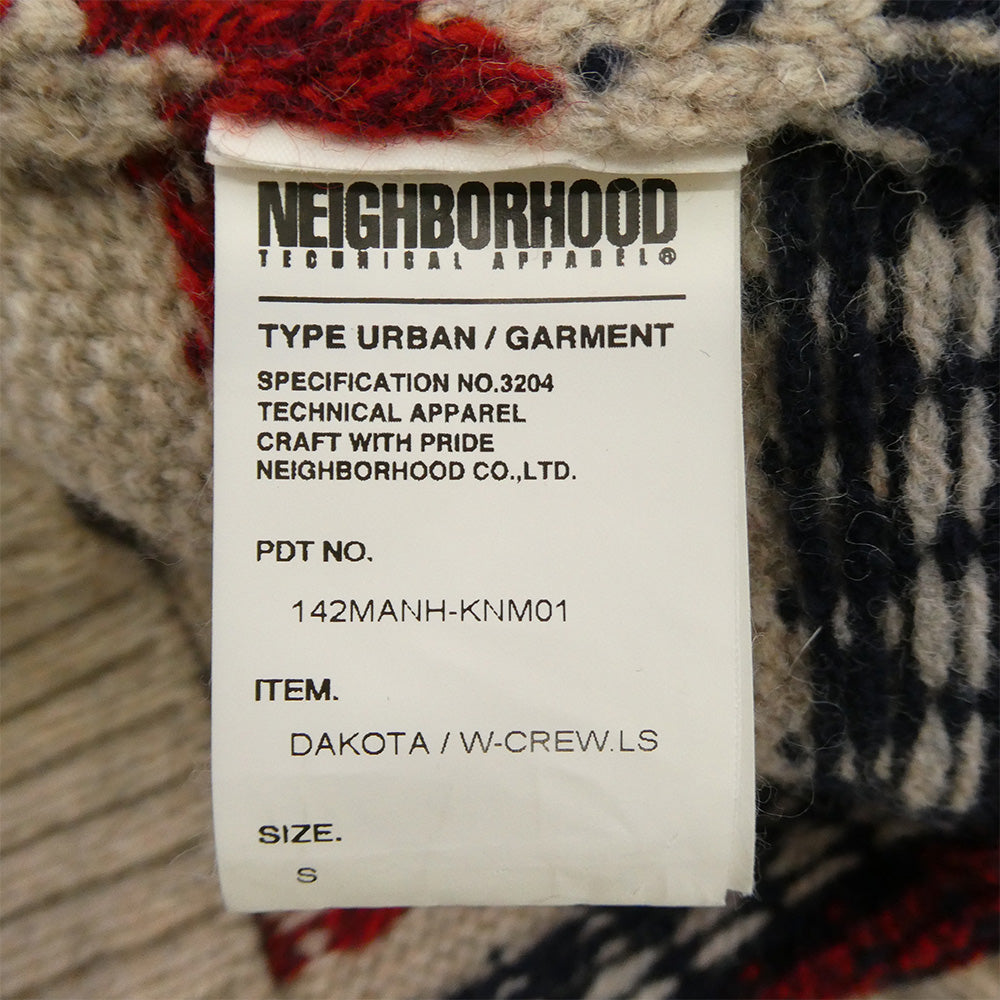 NEIGHBORHOOD
TECHNICAL APPAREL®
TYPE URBAN / GARMENT
SPECIFICATION NO.3204
TECHNICAL APPAREL
CRAFT WITH PRIDE
NEIGHBORHOOD CO.,LTD.
PDT NO.
142MANH-KNM01
ITEM.
DAKOTA / W-CREW.LS
SIZE.
S